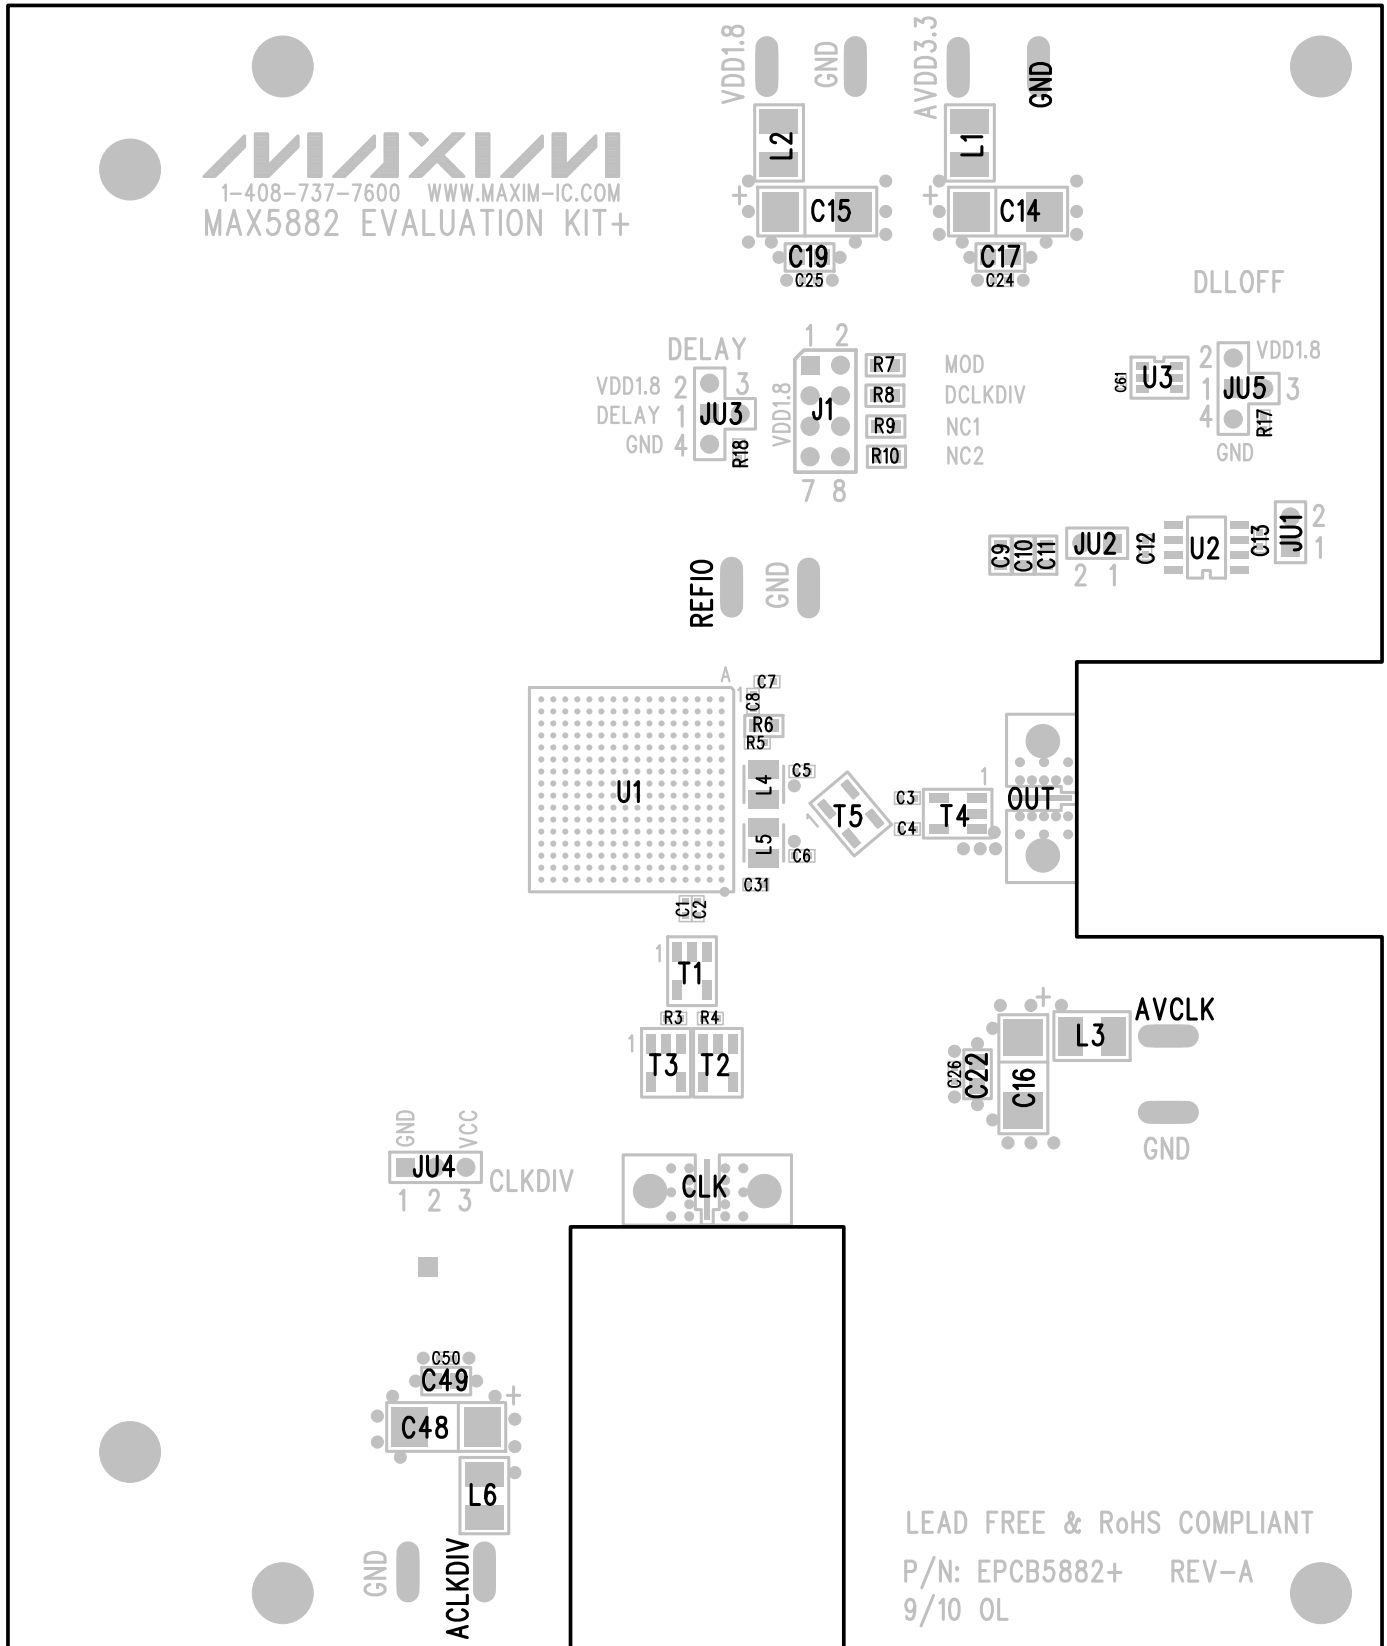 VDD1.8
GND
AVDD3.3
GND
L2
L1
MAXIM
1-408-737-7600 WWW.MAXIM-IC.COM
MAX5882 EVALUATION KIT+
+
C15
+
C14
C19
C17
C25
C24
DLLOFF
1 2
DELAY
VDD1.8 2 3
DELAY 1 JU3
GND 4
R18
VDD1.8
J1
7 8
R7 MOD
R8 DCLKDIV
R9 NC1
R10 NC2
C61
U3
2 VDD1.8
1 JU5 3
4
R17
GND
C9
C10
C11
JU2
2 1
C12
U2
C13
JU1
2
1
REFIO
GND
A
1
C7
C8
R6
R5
U1
L4
C5
L5
C6
C31
1
T5
C3
C4
1
T4
OUT
C1
C2
1
T1
R3
R4
1
T3
T2
+
AVCLK
L3
C26
C22
C16
GND
GND
VCC
JU4
CLKDIV
1 2 3
CLK
C50
C49
+
C48
L6
GND
ACLKDIV
LEAD FREE & RoHS COMPLIANT
P/N: EPCB5882+ REV-A
9/10 OL